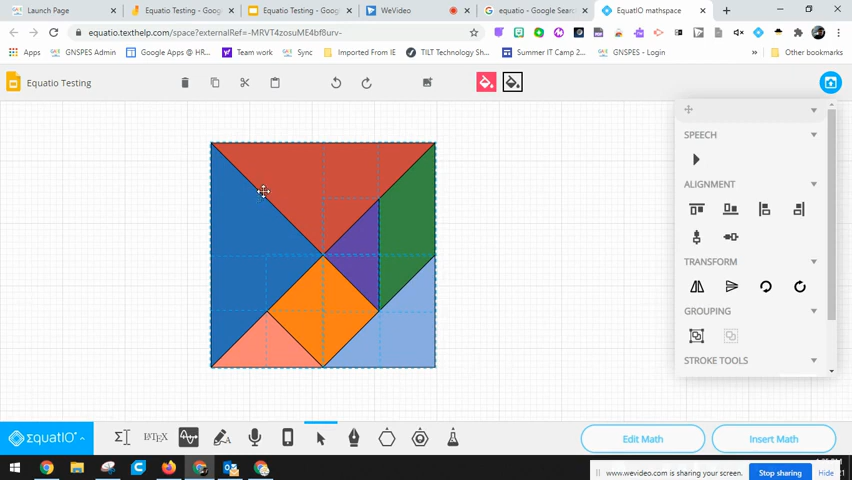 Launch Page
Equatio Testing - Goog
Equatio Testing - Googl
WeVideo
equatio - Google Sear
EquatIO mathspace
equatio.texthelp.com/space?externalRef=-MRVT4zosuME4bf8urv-
Apps
GNSPES Admin
Google Apps @ HR...
Team work
Sync
Imported From IE
TILT Technology Sh...
Summer IT Camp 2...
GNSPES - Login
»
Other bookmarks
Equatio Testing
SPEECH
ALIGNMENT
TRANSFORM
GROUPING
STROKE TOOLS
EquatIO
LATEX
Edit Math
Insert Math
www.wevideo.com is sharing your screen.
Stop sharing
Hide